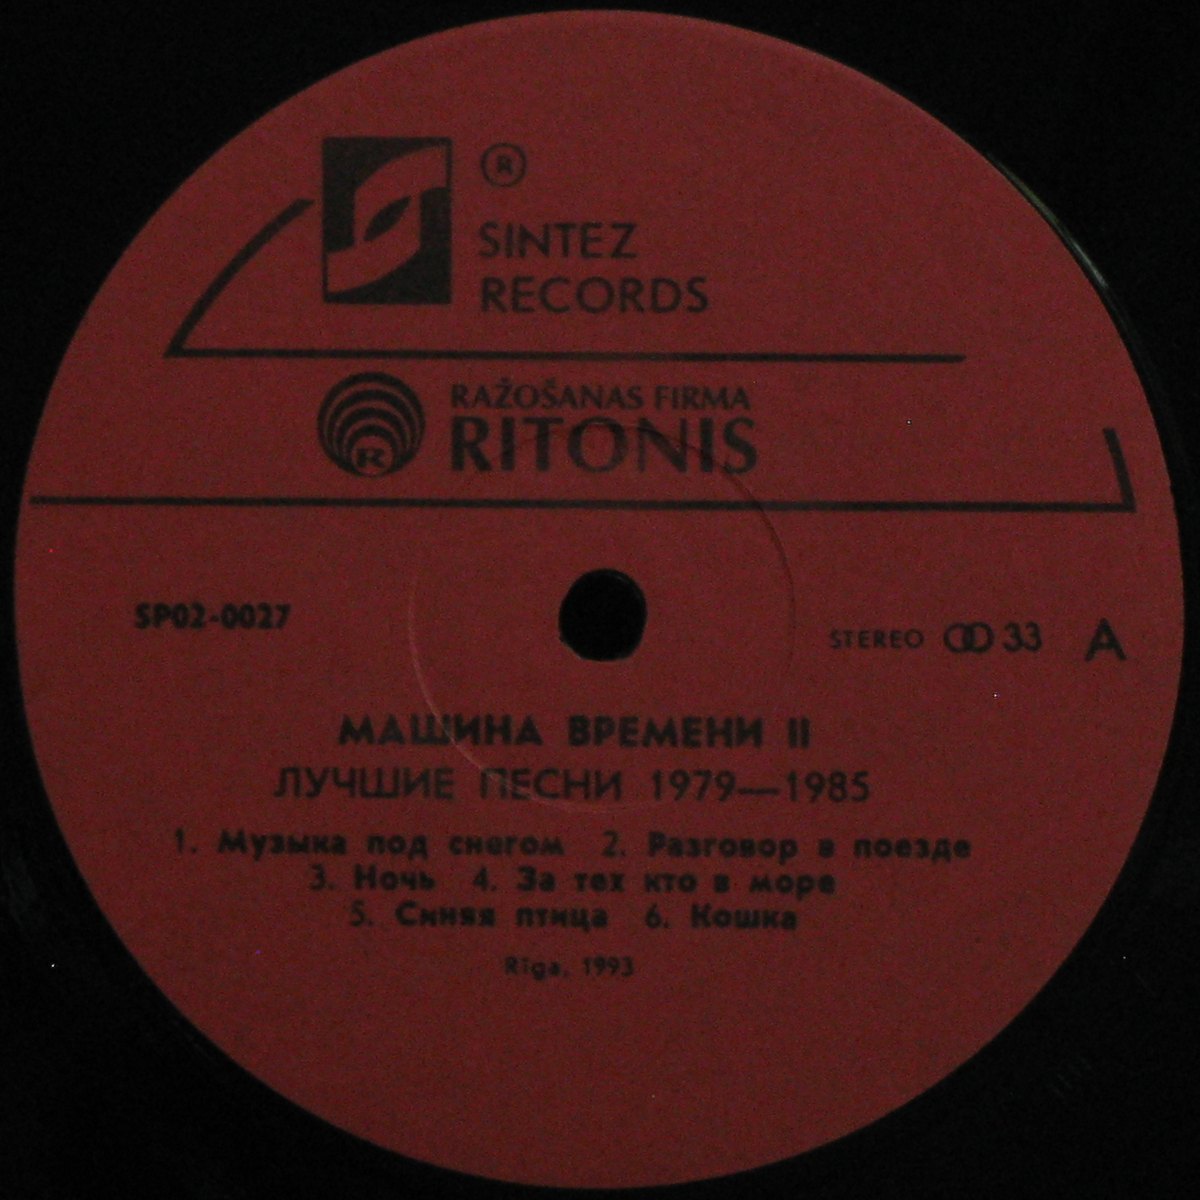 ®
SINTEZ
RECORDS
RAŽOŠANAS FIRMA
R RITONIS
SP02-0027
STEREO 33 A
МАШИНА ВРЕМЕНИ II
ЛУЧШИЕ ПЕСНИ 1979—1985
1. Музыка под снегом 2. Разговор в поезде
3. Ночь 4. За тех кто в море
5. Синяя птица 6. Кошка
Rīga, 1993